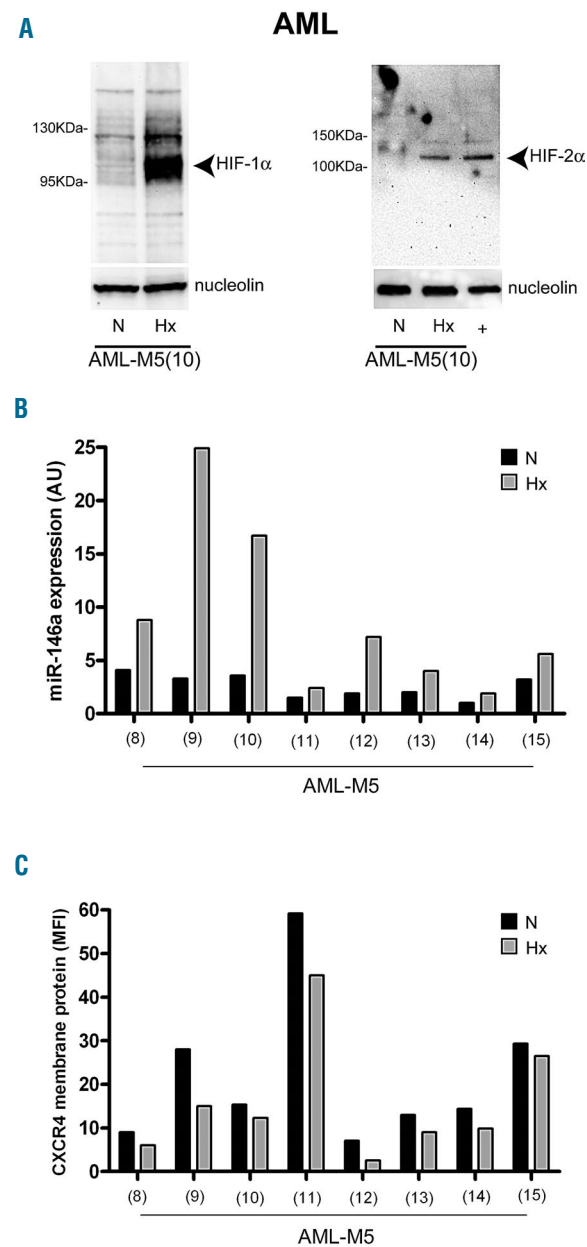 A
AML
130KDa-
95KDa-
HIF-1α
nucleolin
N Hx
AML-M5(10)
150KDa-
100KDa-
HIF-2α
nucleolin
N Hx +
AML-M5(10)
B
miR-146a expression (AU)
25
20
15
10
5
0
N
Hx
(8) (9) (10) (11) (12) (13) (14) (15)
AML-M5
C
CXCR4 membrane protein (MFI)
60
50
40
30
20
10
0
N
Hx
(8) (9) (10) (11) (12) (13) (14) (15)
AML-M5